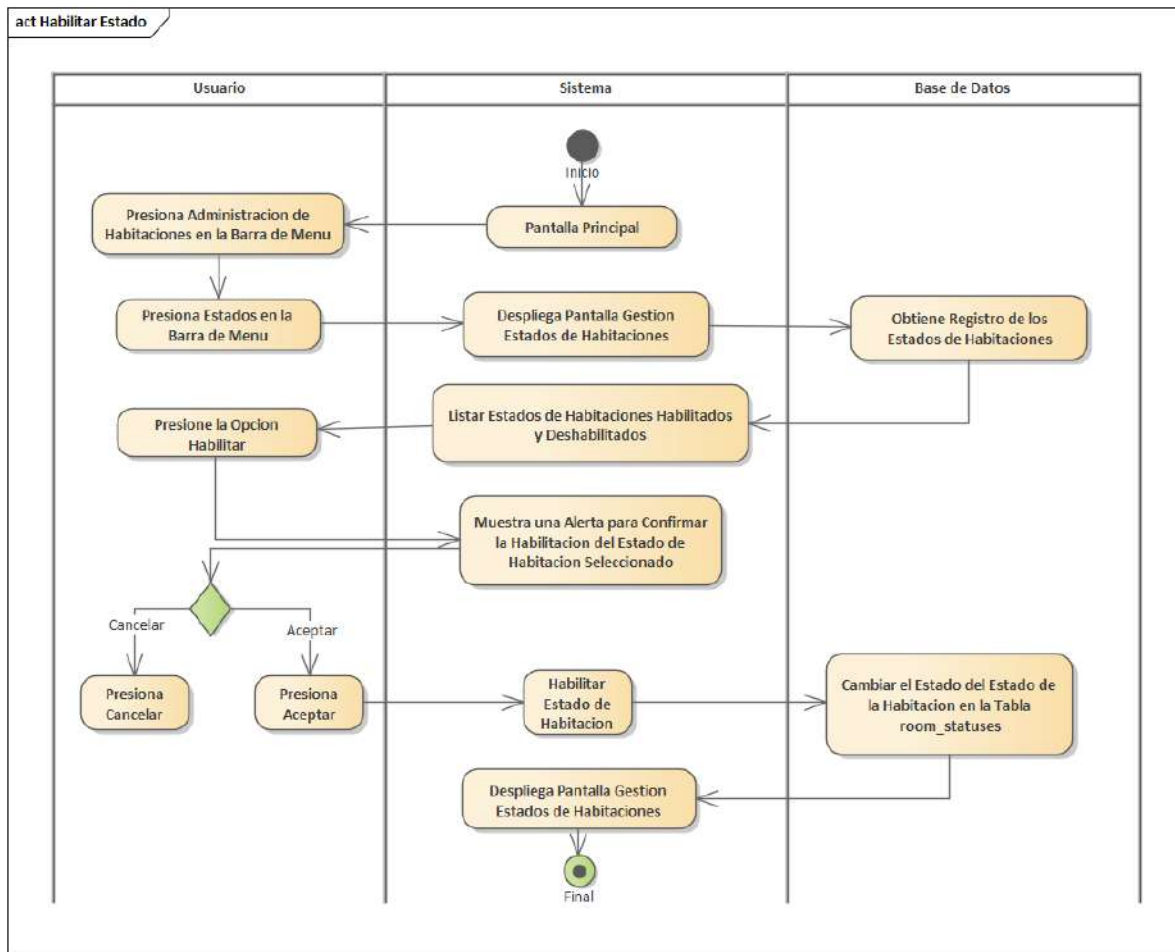 act Habilitar Estado
Usuario
Sistema
Base de Datos
Inicio
Presiona Administracion de
Habitaciones en la Barra de Menu
Pantalla Principal
Presiona Estados en la
Barra de Menu
Despliega Pantalla Gestion
Estados de Habitaciones
Obtiene Registro de los
Estados de Habitaciones
Presione la Opcion
Habilitar
Listar Estados de Habitaciones Habilitados
y Deshabilitados
Muestra una Alerta para Confirmar
la Habilitacion del Estado de
Habitacion Seleccionado
Cancelar
Aceptar
Presiona
Cancelar
Presiona
Aceptar
Habilitar
Estado de
Habitacion
Cambiar el Estado del Estado de
la Habitacion en la Tabla
room_statuses
Despliega Pantalla Gestion
Estados de Habitaciones
Final